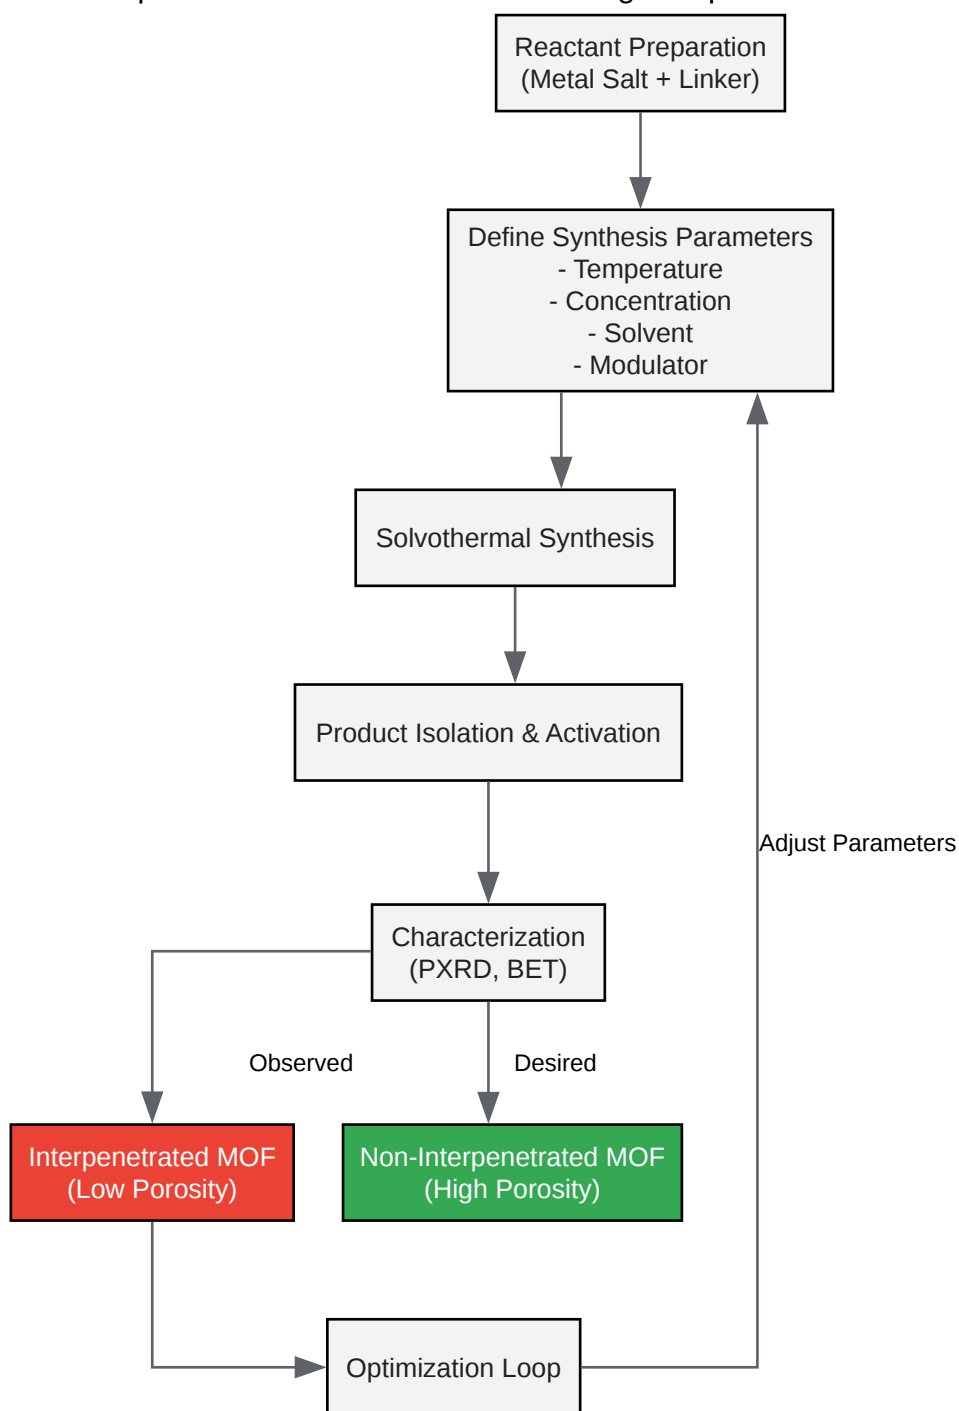 Reactant Preparation
(Metal Salt + Linker)
Define Synthesis Parameters
- Temperature
- Concentration
- Solvent
- Modulator
Solvothermal Synthesis
Product Isolation & Activation
Adjust Parameters
Characterization
(PXRD, BET)
Observed
Desired
Interpenetrated MOF
(Low Porosity)
Non-Interpenetrated MOF
(High Porosity)
Optimization Loop